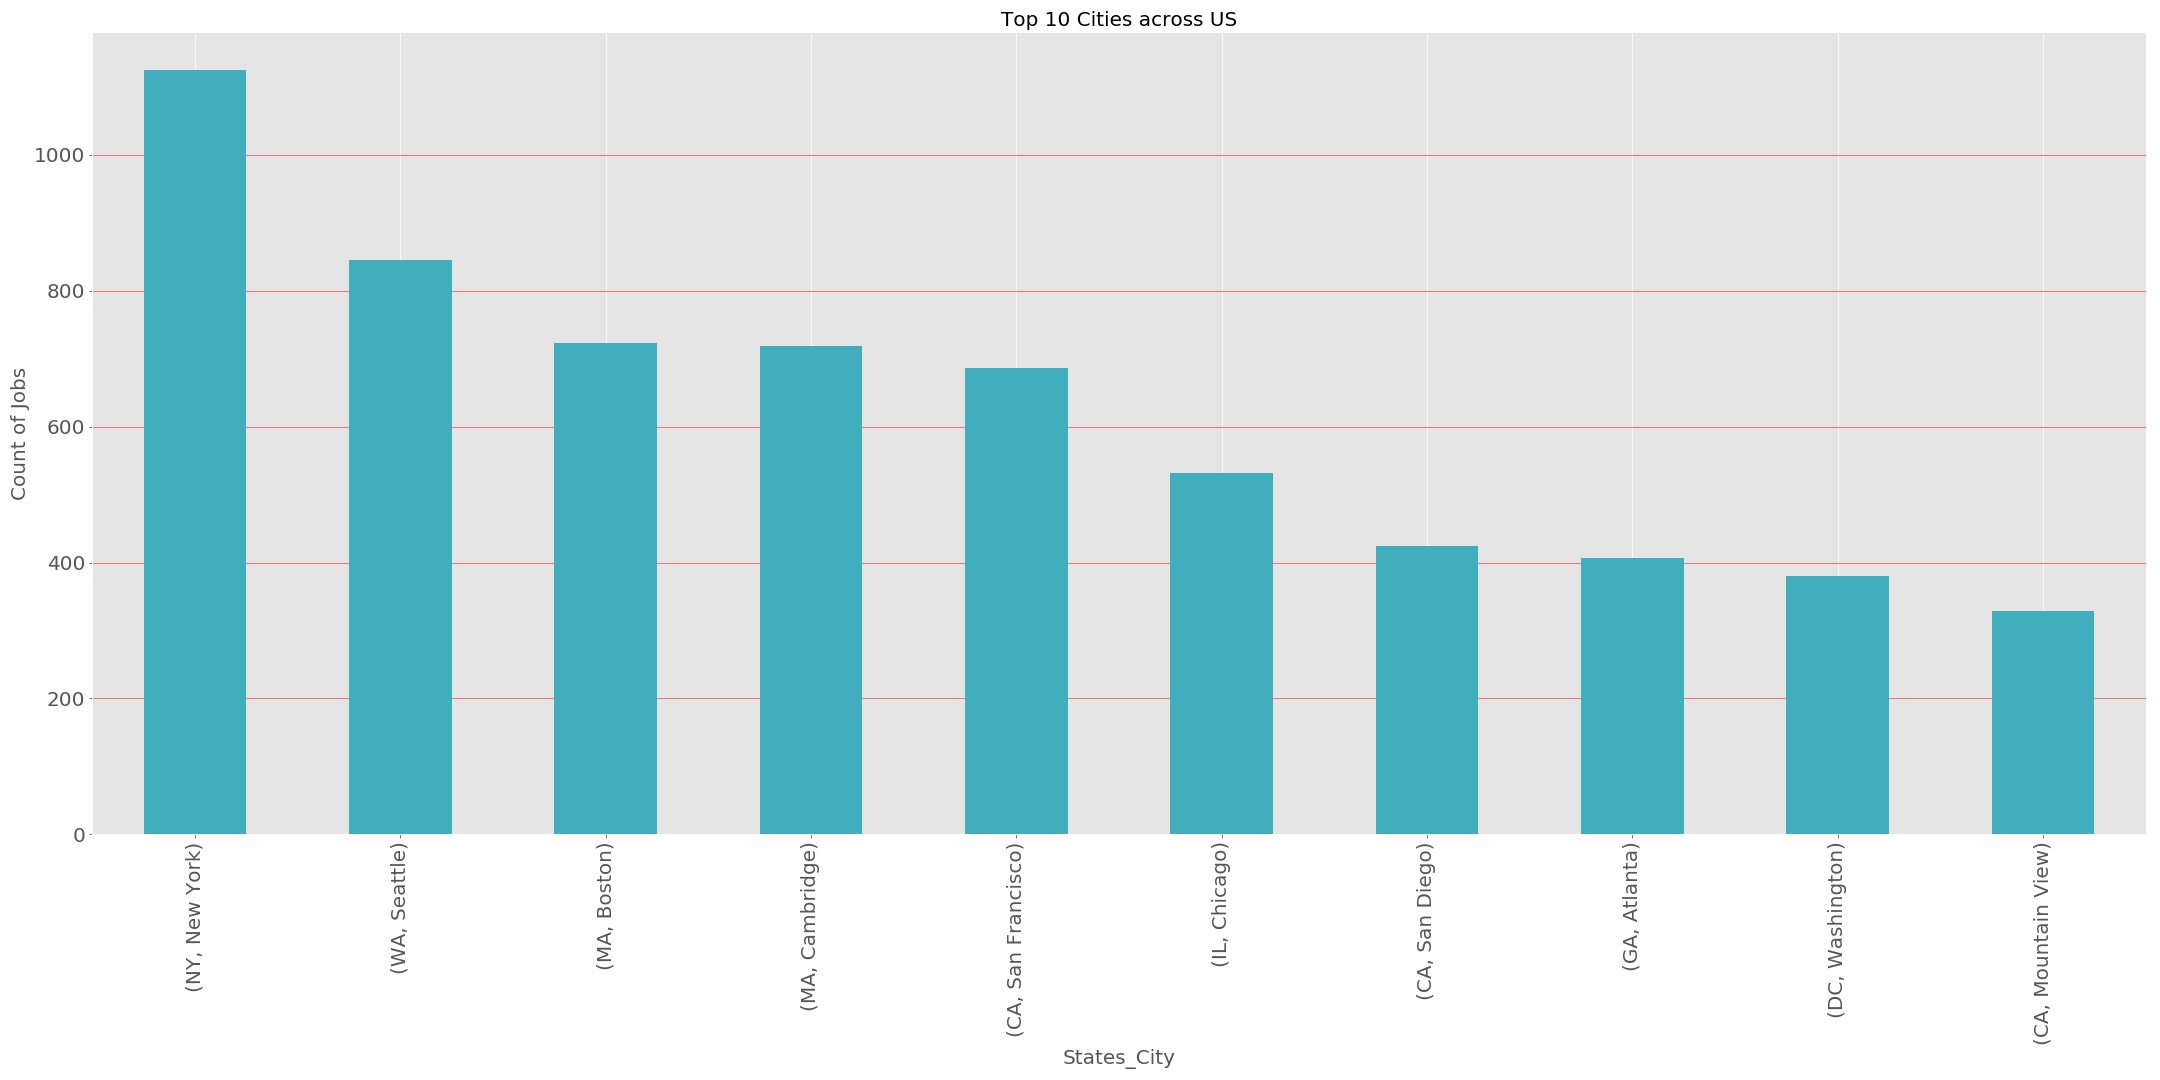 Top 10 Cities across US
Count of Jobs
1000
800
600
400
200
0
(NY, New York)
(WA, Seattle)
(MA, Boston)
(MA, Cambridge)
(CA, San Francisco)
(IL, Chicago)
(CA, San Diego)
(GA, Atlanta)
(DC, Washington)
(CA, Mountain View)
States_City